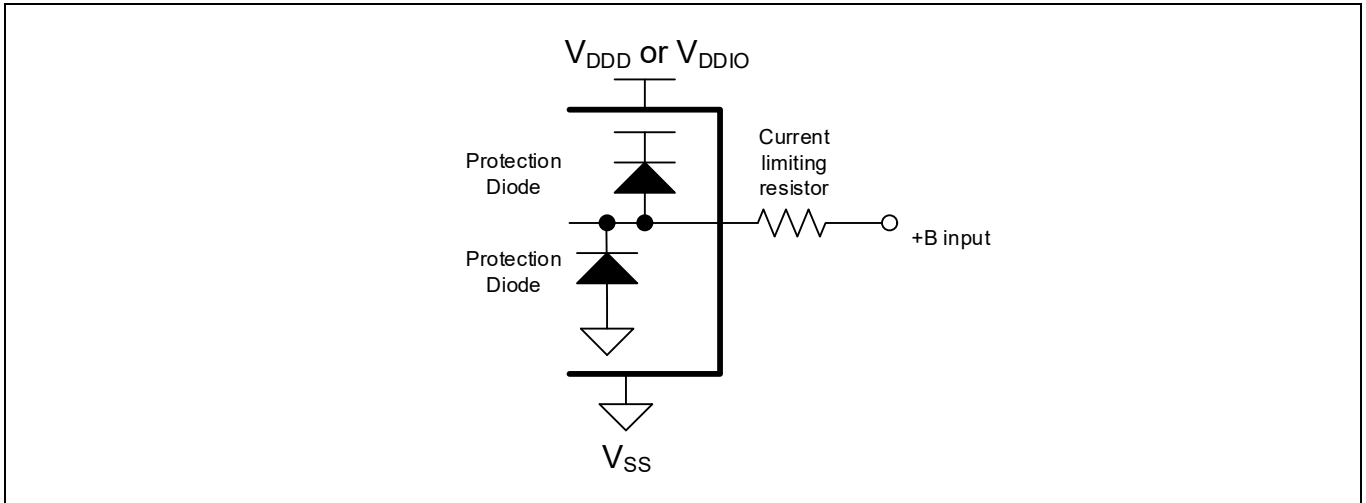 VDDD or VDDIO
Protection
Diode
Current
limiting
resistor
+B input
Protection
Diode
VSS